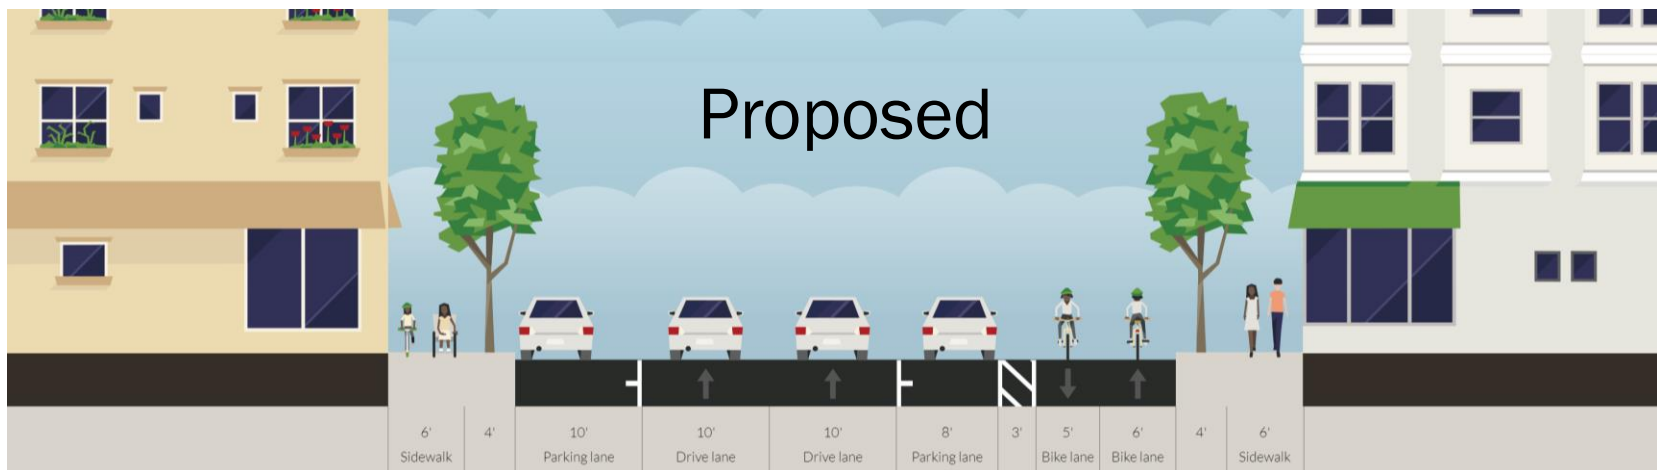 Proposed
6' 4' 10' 10' 10' 8' 3' 5' 6' 4' 6'
Sidewalk Parking lane Drive lane Drive lane Parking lane Bike lane Bike lane Sidewalk